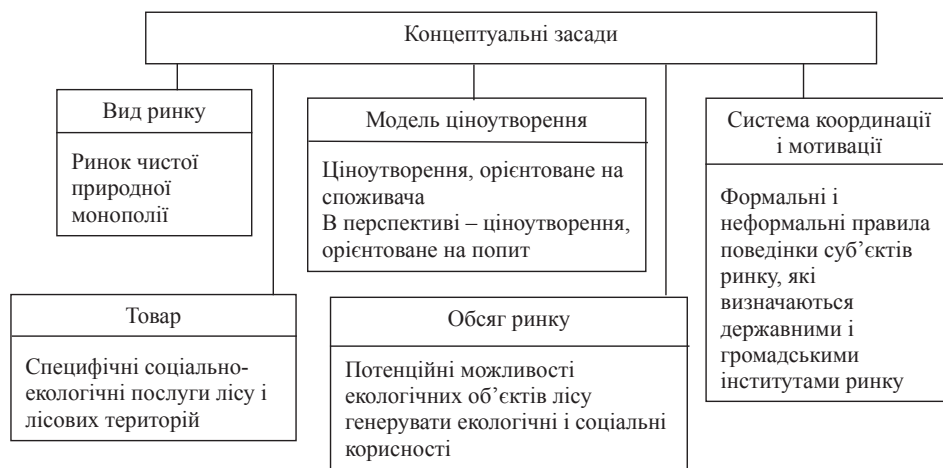 Концептуальні засади
Вид ринку
Ринок чистої
природної
монополії
Модель ціноутворення
Ціноутворення, орієнтоване на
споживача
В перспективі – ціноутворення,
орієнтоване на попит
Система координації
і мотивації
Формальні і
неформальні правила
поведінки суб’єктів
ринку, які
визначаються
державними і
громадськими
інститутами ринку
Товар
Специфічні соціально-
екологічні послуги лісу і
лісових територій
Обсяг ринку
Потенційні можливості
екологічних об’єктів лісу
генерувати екологічні і соціальні
корисності